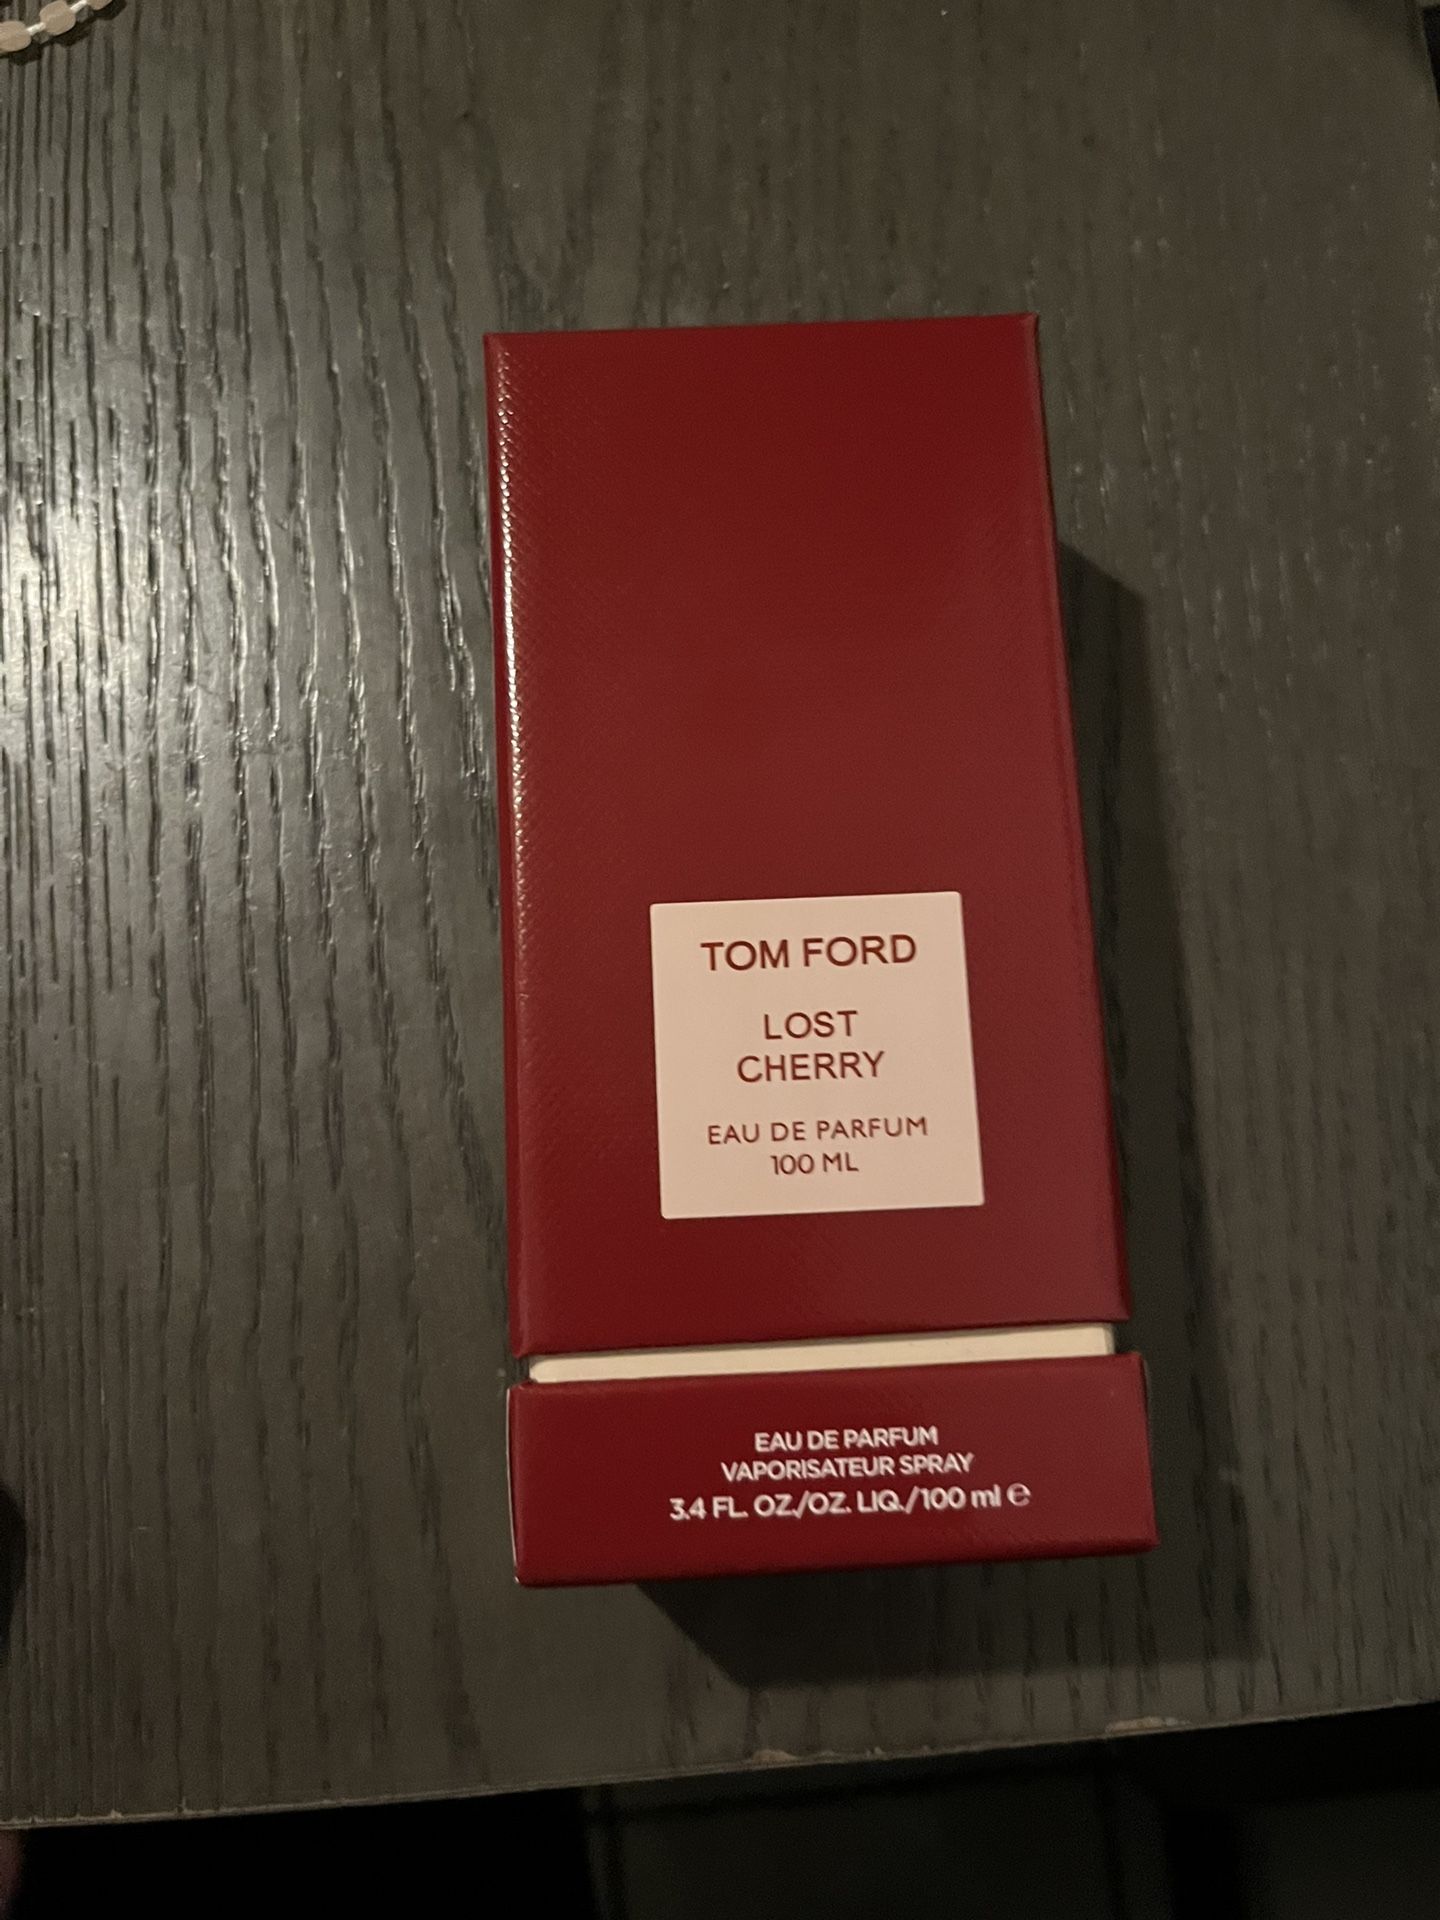 TOM FORD
LOST
CHERRY
EAU DE PARFUM
100 ML
EAU DE PARFUM
VAPORISATEUR SPRAY
3.4 FL. OZ./OZ. LIQ./100 ml ℮